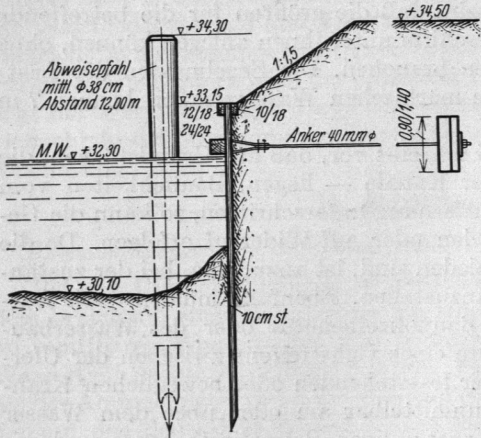 +34,30
+34,50
Abweisepfahl
mittl. Φ 38 cm
Abstand 12,00 m
1:1,5
+33,15
12/18
10/18
24/24
Anker 40 mm Φ
0,90/1,40
M.W. +32,30
+30,10
10 cm st.